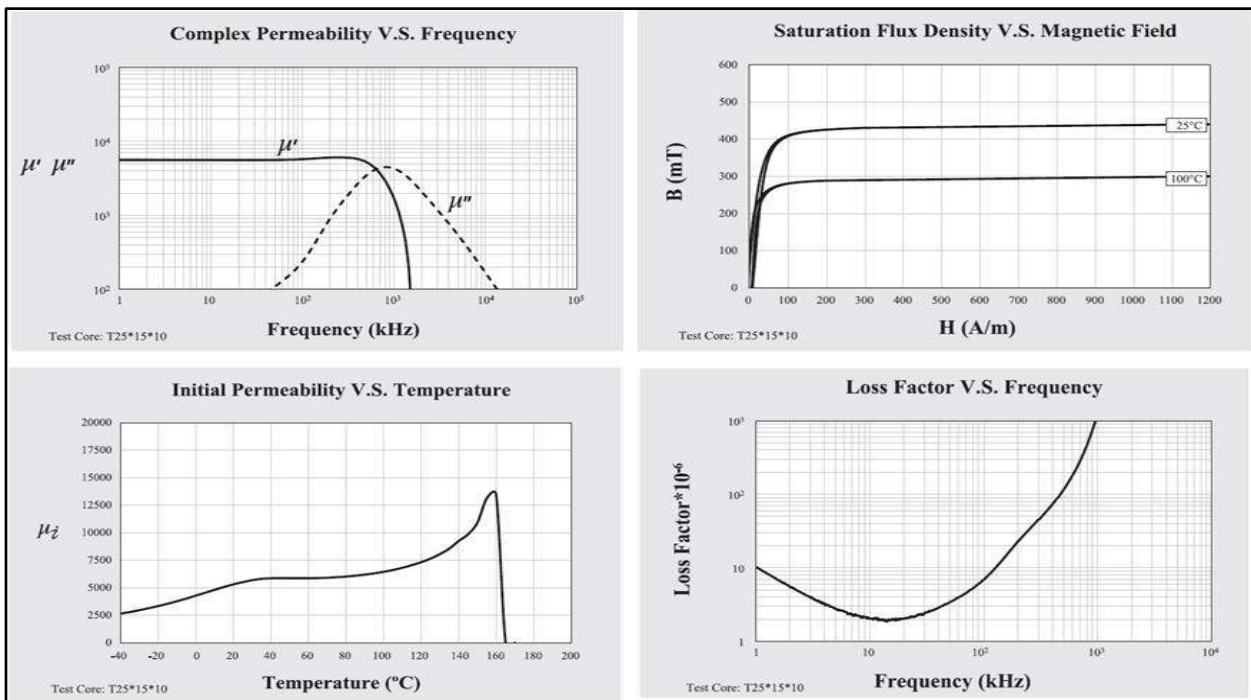 Complex Permeability V.S. Frequency
10⁵
10⁴
μ' μ"
10³
10²
μ'
μ"
1 10 10² 10³ 10⁴ 10⁵
Frequency (kHz)
Test Core: T25*15*10
Saturation Flux Density V.S. Magnetic Field
600
500
400
300
200
100
0
B (mT)
25°C
100°C
0 100 200 300 400 500 600 700 800 900 1000 1100 1200
H (A/m)
Test Core: T25*15*10
Initial Permeability V.S. Temperature
20000
17500
15000
12500
10000
7500
5000
2500
0
μi
-40 -20 0 20 40 60 80 100 120 140 160 180 200
Temperature (ºC)
Test Core: T25*15*10
Loss Factor V.S. Frequency
10³
10²
10
1
Loss Factor*10⁻⁶
1 10 10² 10³ 10⁴
Frequency (kHz)
Test Core: T25*15*10